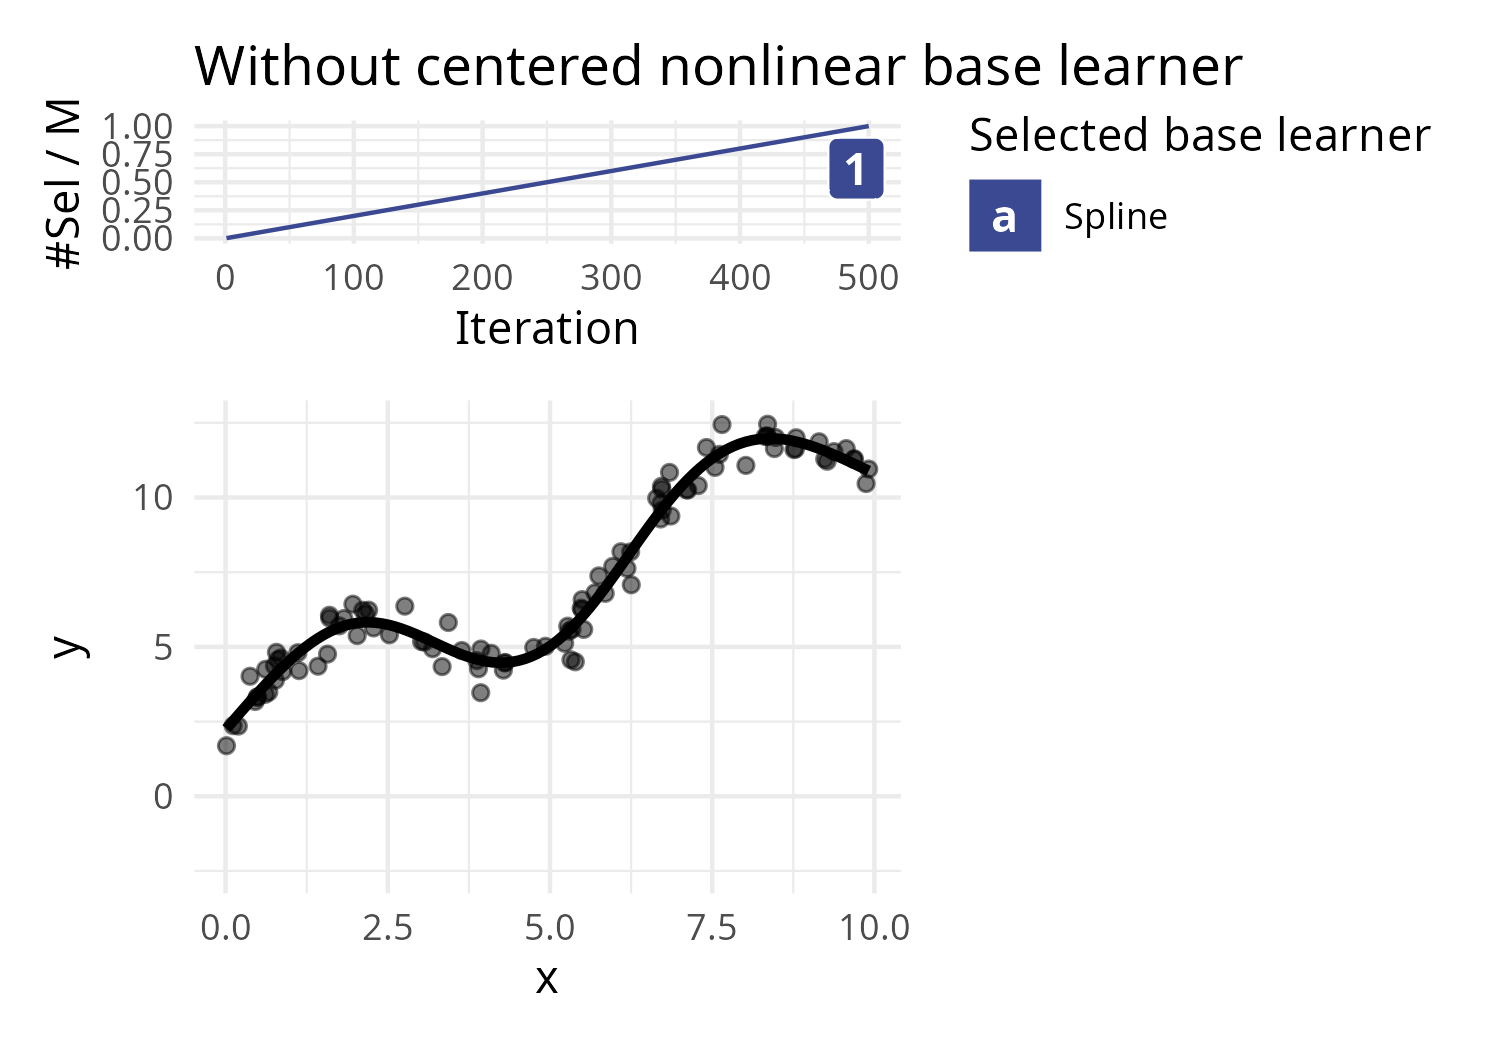 Without centered nonlinear base learner
#Sel / M
1.00
0.75
0.50
0.25
0.00
1
0 100 200 300 400 500
Iteration
Selected base learner
a Spline
y
10
5
0
0.0 2.5 5.0 7.5 10.0
x